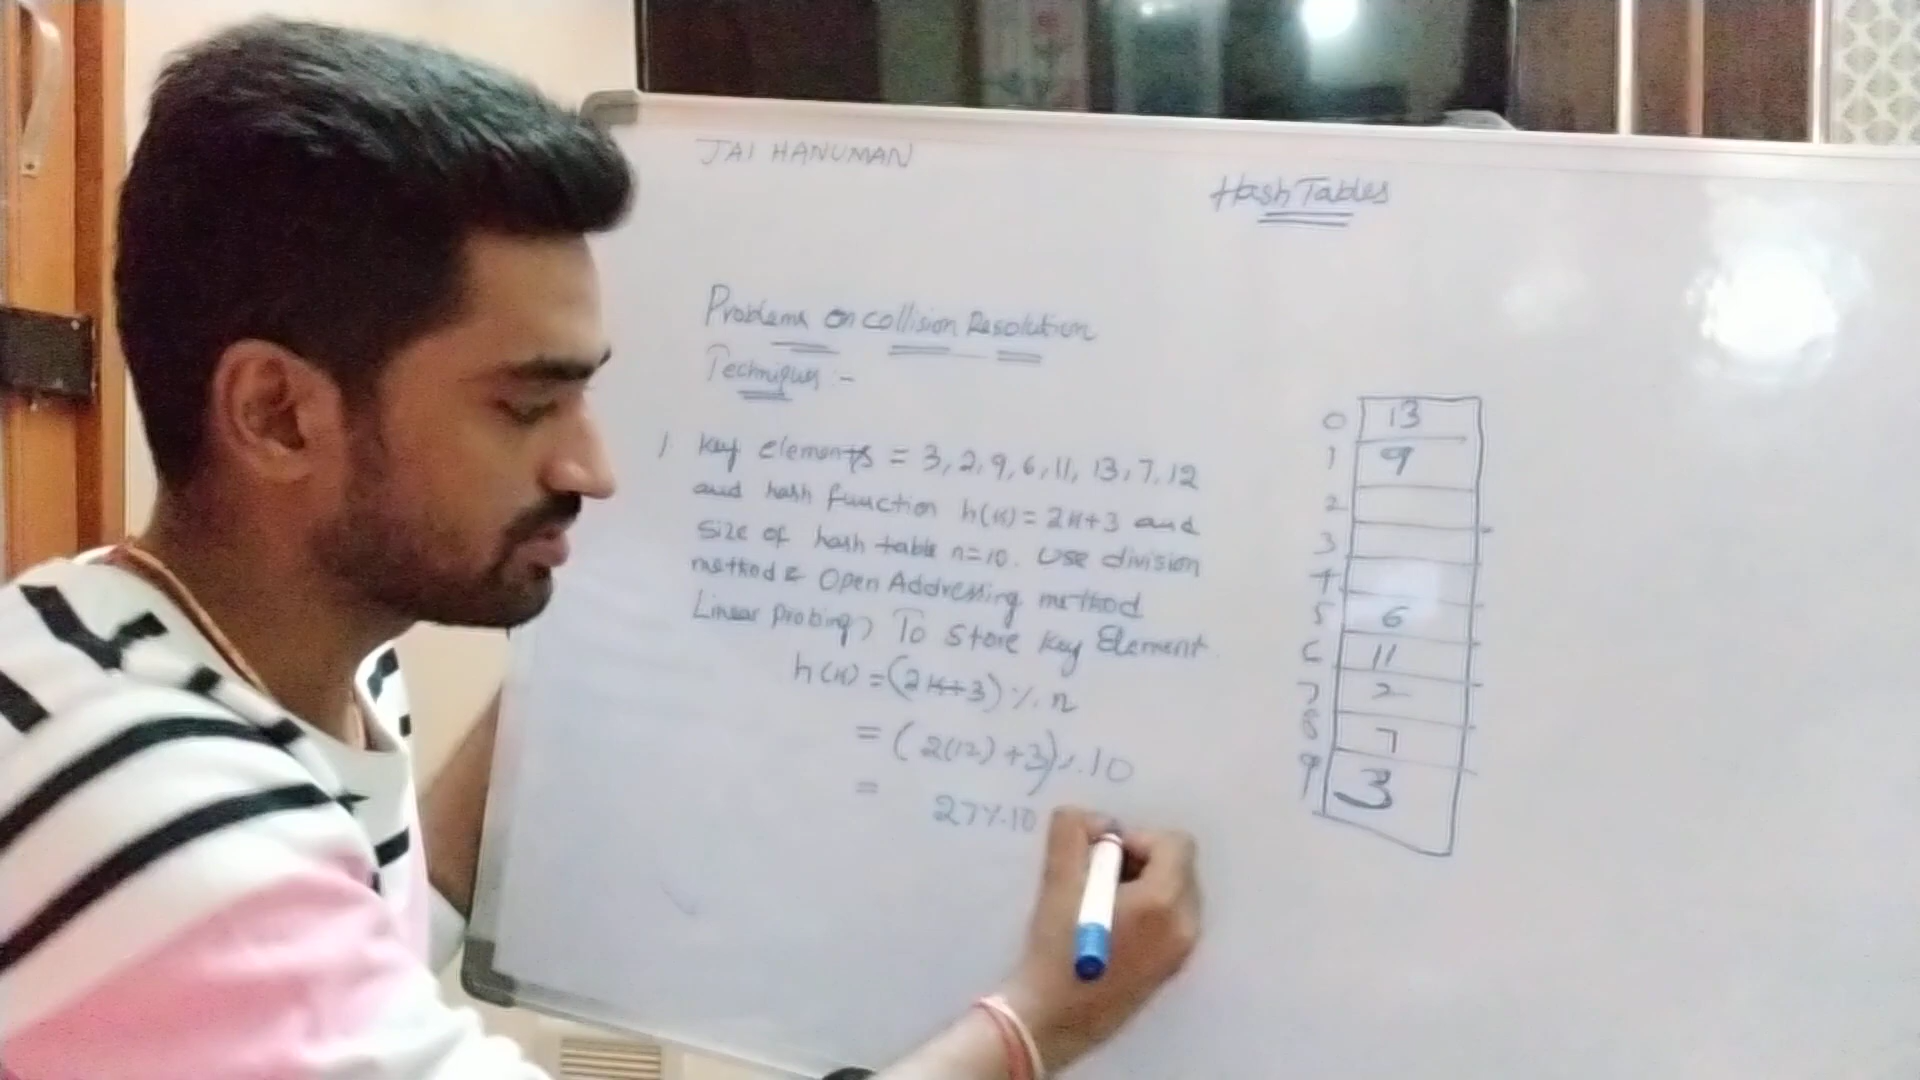 JAI HANUMAN
Hash Tables
Problems on collision Resolution
Techniques :-
1 key elements = 3, 2, 9, 6, 11, 13, 7, 12
and hash function h(k) = 2k+3 and
size of hash table n=10. Use division
method & Open Addressing method
Linear Probing, To Store key Element
h(k) = (2k+3) % n
= (2(12) +3) % 10
= 27 % 10
0 13
1 9
2
3
4
5 6
6 11
7 2
8 7
9 3